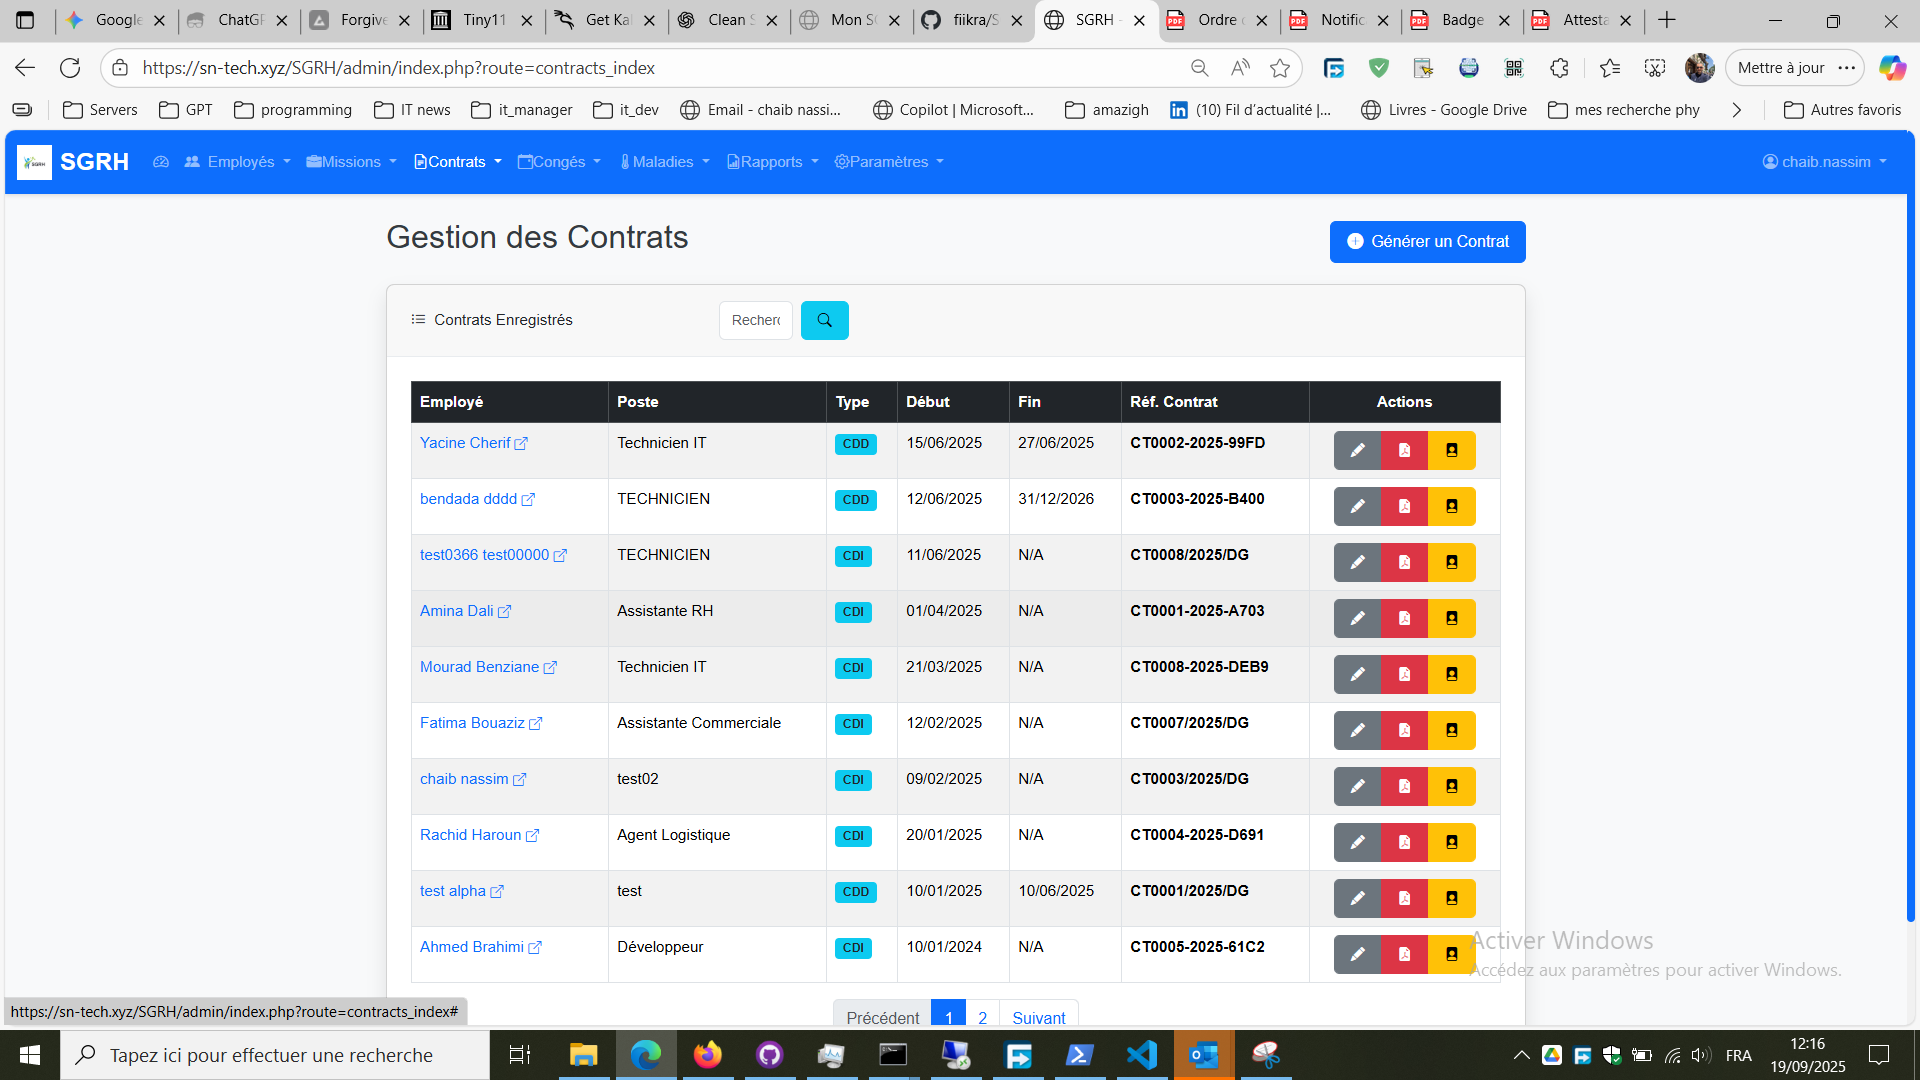 Google
ChatGP
Forgive
Tiny11
Get Ka
Clean S
Mon SG
fiikra/S
SGRH -
Ordre
Notific
Badge
Attesta
https://sn-tech.xyz/SGRH/admin/index.php?route=contracts_index
Mettre à jour
Servers
GPT
programming
IT news
it_manager
it_dev
Email - chaib nassi...
Copilot | Microsoft...
amazigh
(10) Fil d'actualité |...
Livres - Google Drive
mes recherche phy
Autres favoris
SGRH
Employés
Missions
Contrats
Congés
Maladies
Rapports
Paramètres
chaib.nassim
Gestion des Contrats
Générer un Contrat
Contrats Enregistrés
Recherc
Employé Poste Type Début Fin Réf. Contrat Actions
Yacine Cherif Technicien IT CDD 15/06/2025 27/06/2025 CT0002-2025-99FD
bendada dddd TECHNICIEN CDD 12/06/2025 31/12/2026 CT0003-2025-B400
test0366 test00000 TECHNICIEN CDI 11/06/2025 N/A CT0008/2025/DG
Amina Dali Assistante RH CDI 01/04/2025 N/A CT0001-2025-A703
Mourad Benziane Technicien IT CDI 21/03/2025 N/A CT0008-2025-DEB9
Fatima Bouaziz Assistante Commerciale CDI 12/02/2025 N/A CT0007/2025/DG
chaib nassim test02 CDI 09/02/2025 N/A CT0003/2025/DG
Rachid Haroun Agent Logistique CDI 20/01/2025 N/A CT0004-2025-D691
test alpha test CDD 10/01/2025 10/06/2025 CT0001/2025/DG
Ahmed Brahimi Développeur CDI 10/01/2024 N/A CT0005-2025-61C2
Activer Windows
Accédez aux paramètres pour activer Windows.
Précédent 1 2 Suivant
https://sn-tech.xyz/SGRH/admin/index.php?route=contracts_index#
Tapez ici pour effectuer une recherche
FRA
12:16
19/09/2025